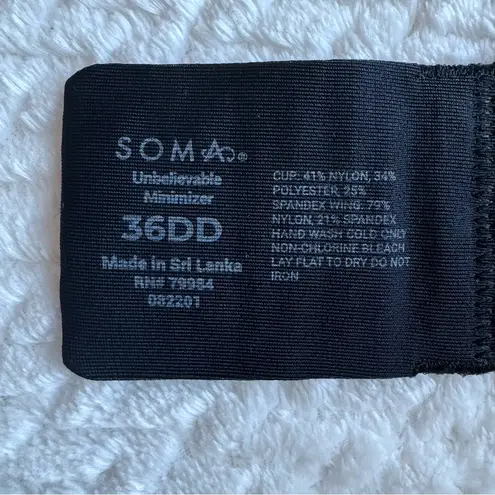 SOMA®
Unbelievable
Minimizer
36DD
Made in Sri Lanka
RN# 79984
082201
CUP: 41% NYLON, 34%
POLYESTER, 25%
SPANDEX WING: 79%
NYLON, 21% SPANDEX
HAND WASH COLD ONLY
NON-CHLORINE BLEACH
LAY FLAT TO DRY DO NOT
IRON